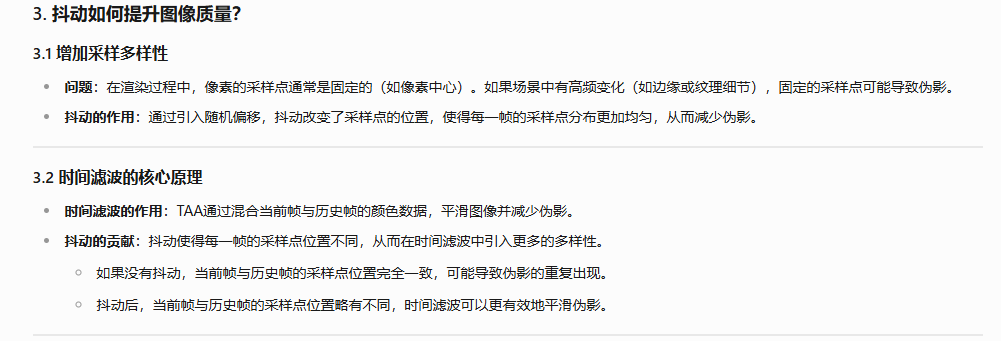 3. 抖动如何提升图像质量？
3.1 增加采样多样性
问题：在渲染过程中，像素的采样点通常是固定的（如像素中心）。如果场景中有高频变化（如边缘或纹理细节），固定的采样点可能导致伪影。
抖动的作用：通过引入随机偏移，抖动改变了采样点的位置，使得每一帧的采样点分布更加均匀，从而减少伪影。
3.2 时间滤波的核心原理
时间滤波的作用：TAA通过混合当前帧与历史帧的颜色数据，平滑图像并减少伪影。
抖动的贡献：抖动使得每一帧的采样点位置不同，从而在时间滤波中引入更多的多样性。
如果没有抖动，当前帧与历史帧的采样点位置完全一致，可能导致伪影的重复出现。
抖动后，当前帧与历史帧的采样点位置略有不同，时间滤波可以更有效地平滑伪影。